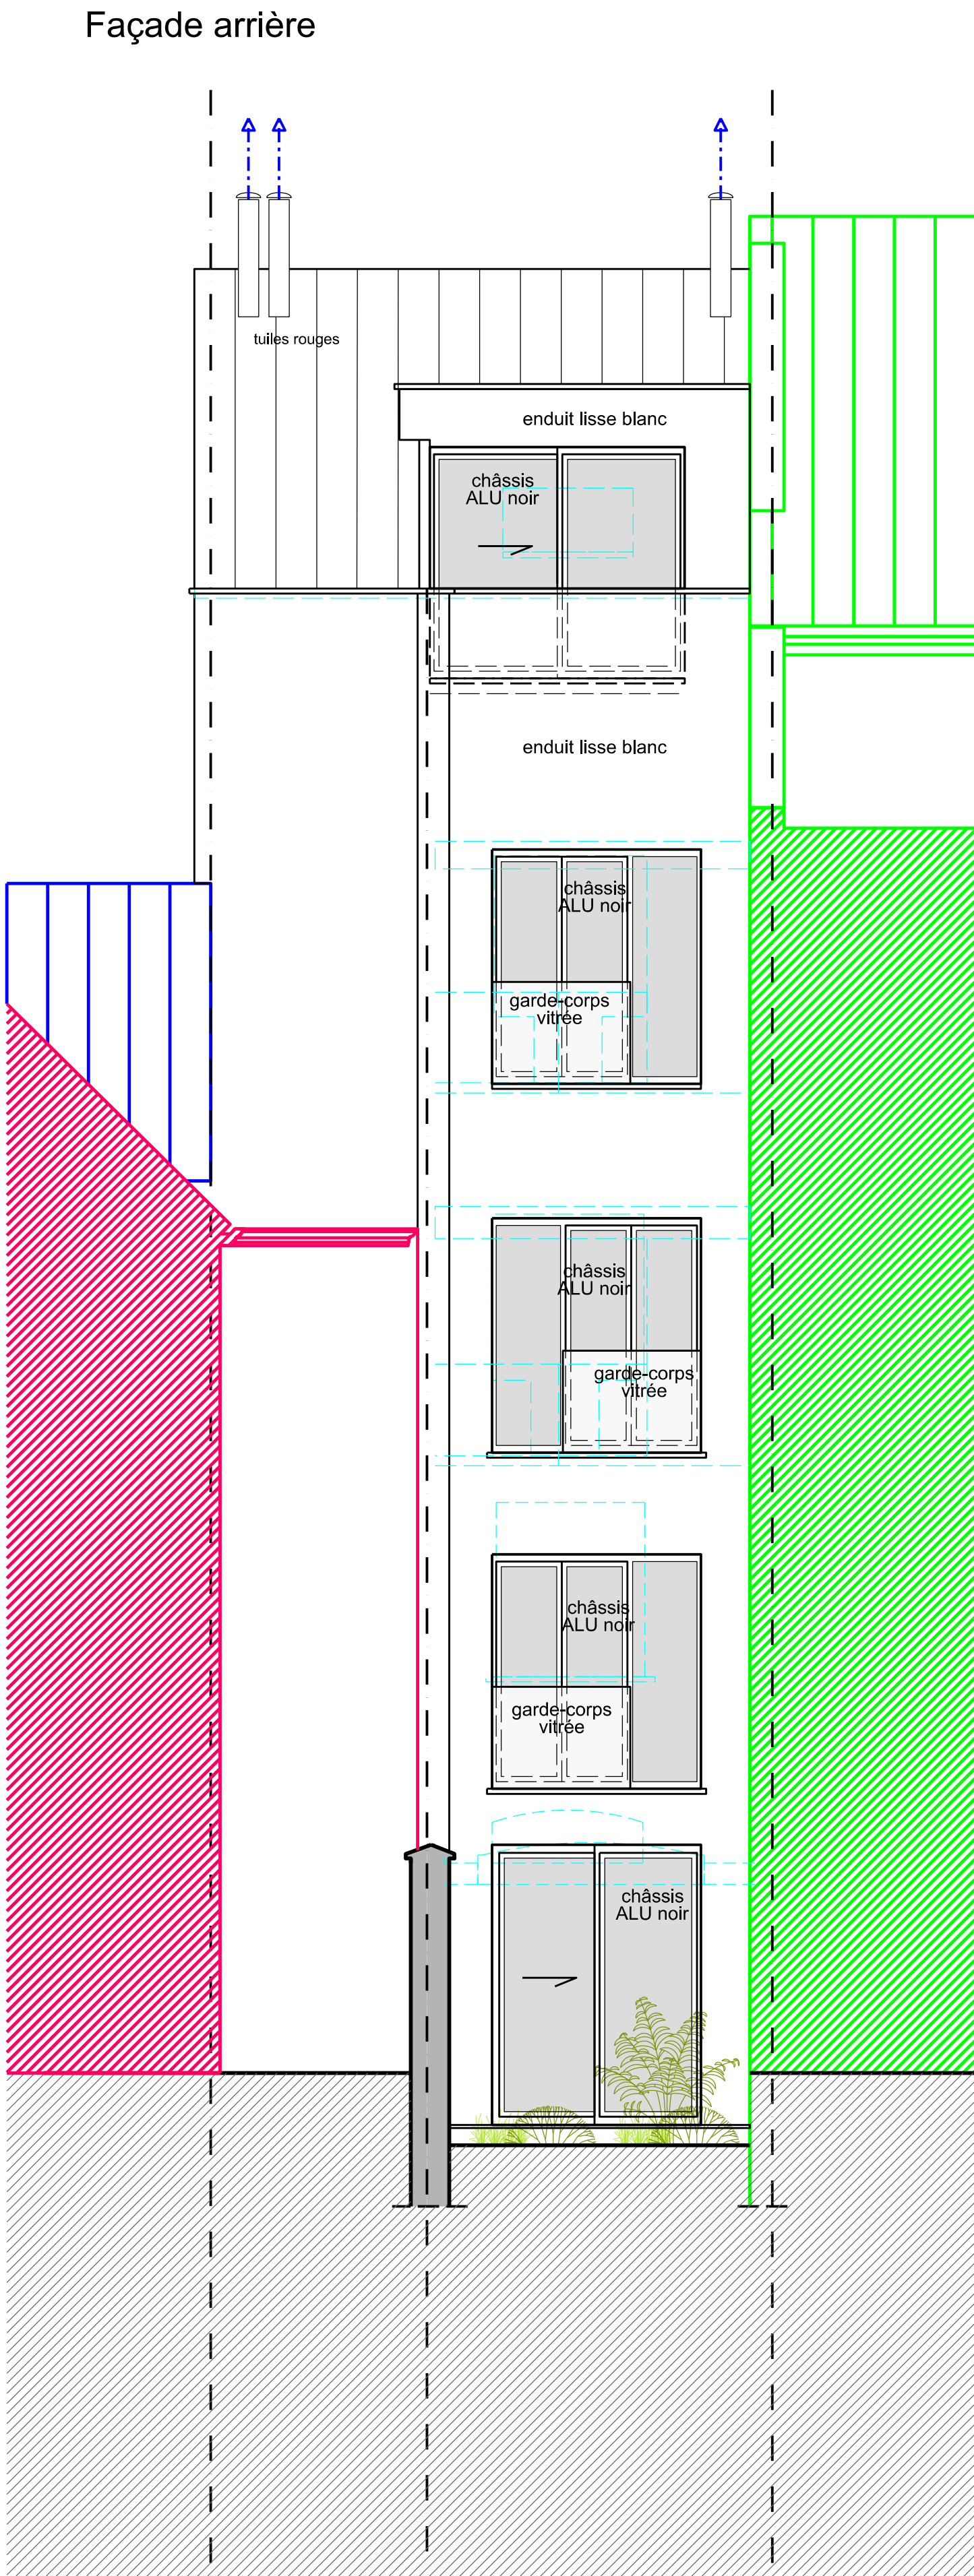 Façade arrière
tuiles rouges
enduit lisse blanc
châssis
ALU noir
enduit lisse blanc
châssis
ALU noir
garde-corps
vitrée
châssis
ALU noir
garde-corps
vitrée
châssis
ALU noir
garde-corps
vitrée
châssis
ALU noir